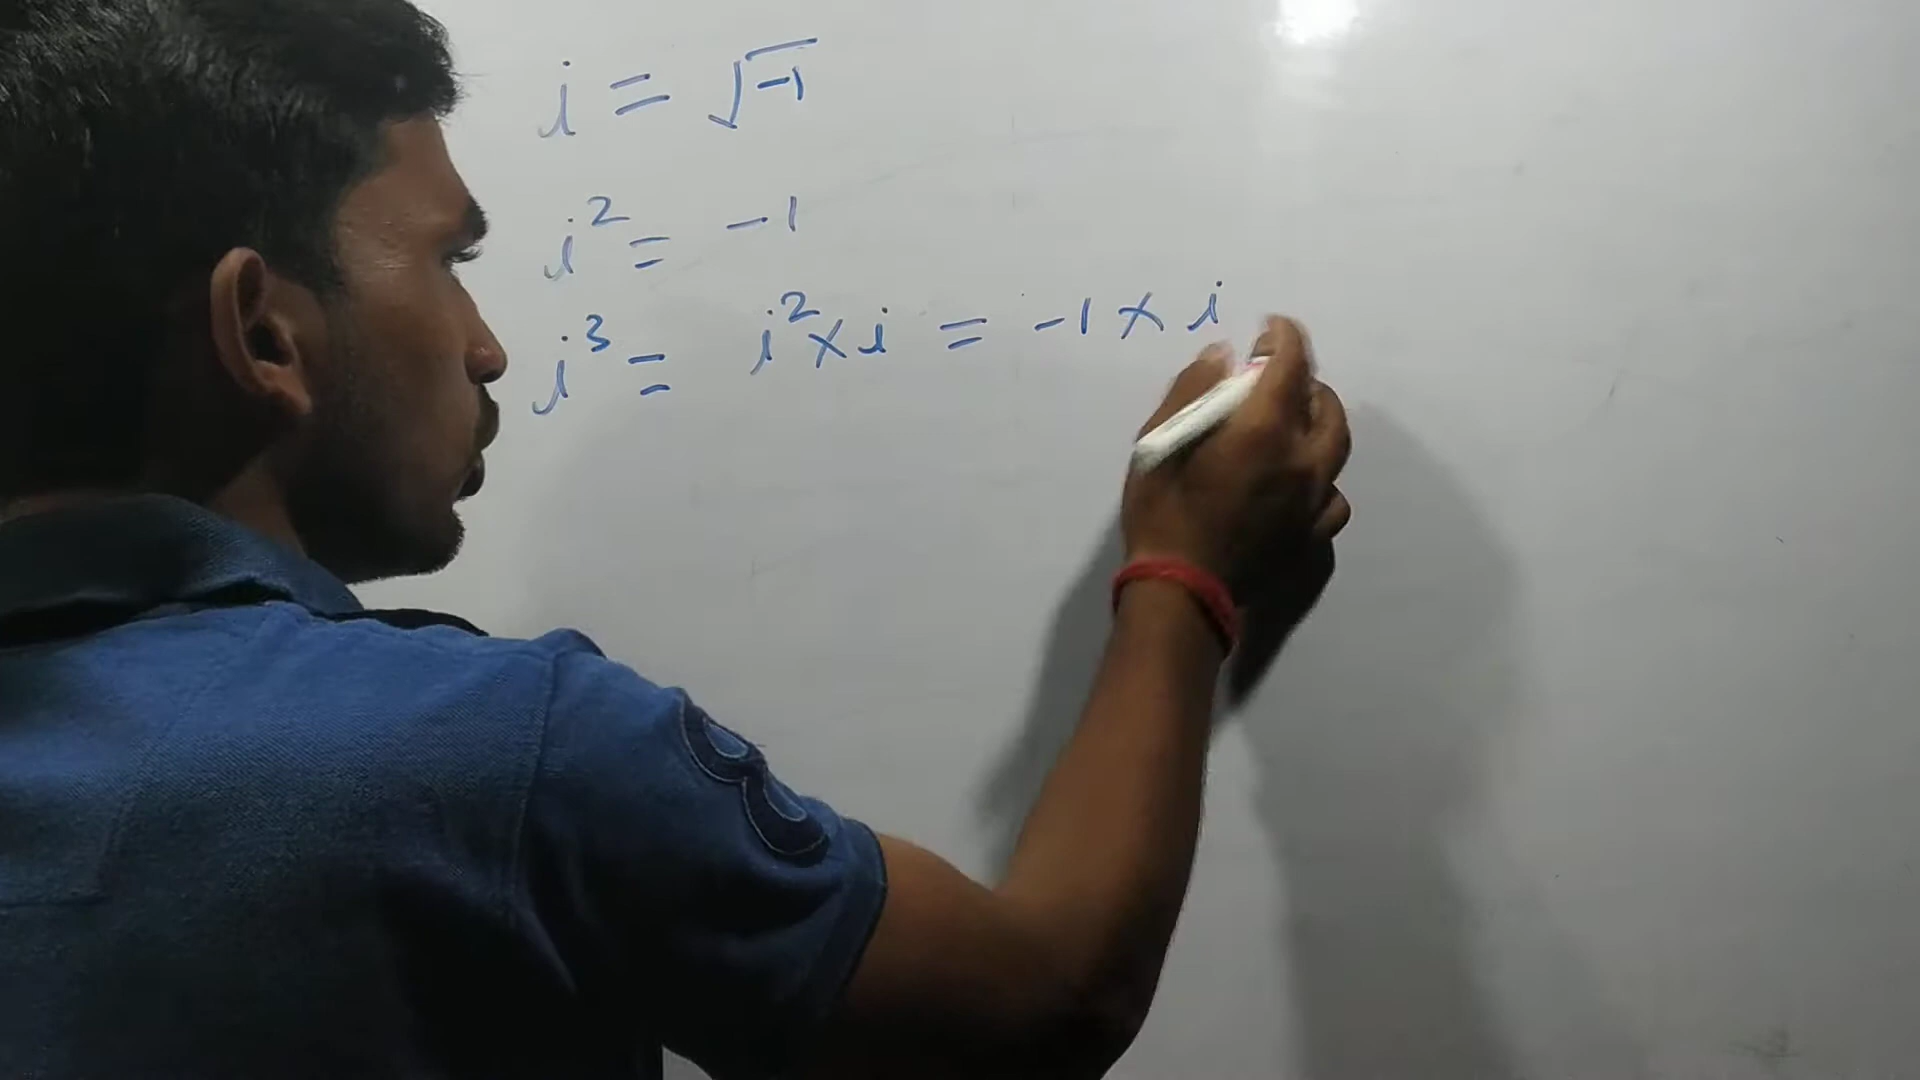 i = √-1
i² = -1
i³ = i² × i = -1 × i